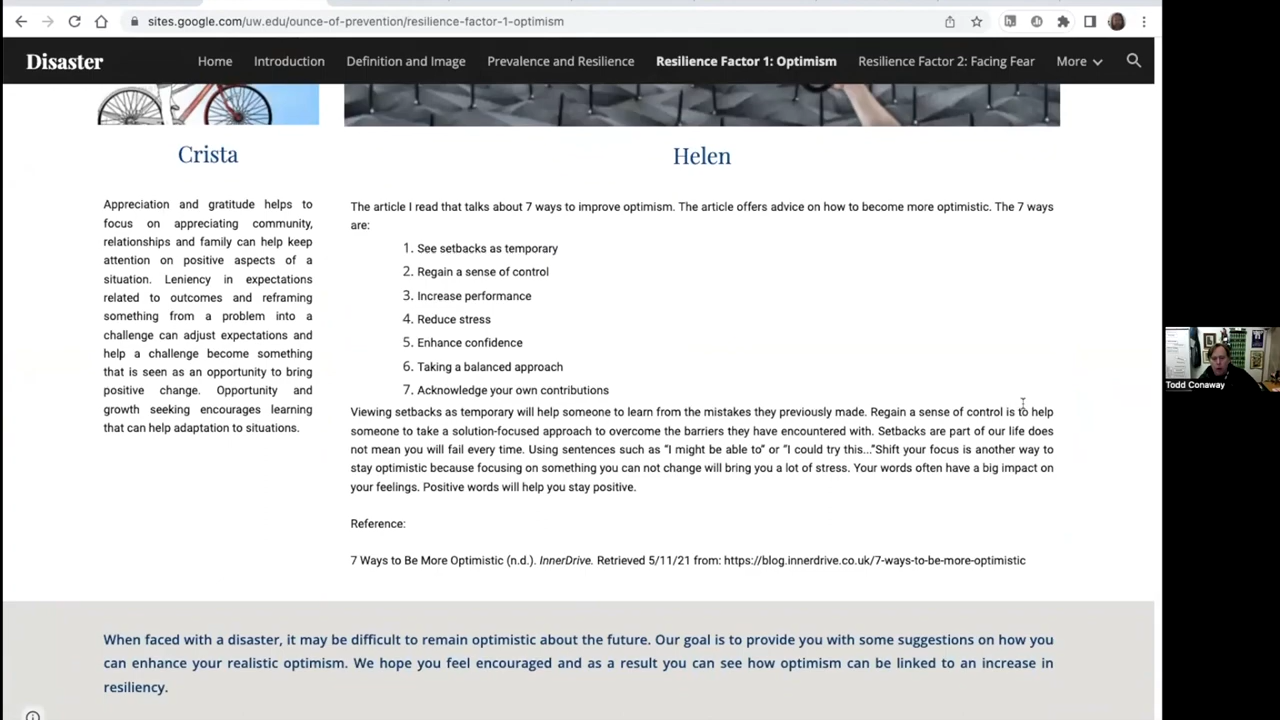 sites.google.com/uw.edu/ounce-of-prevention/resilience-factor-1-optimism
Disaster
Home
Introduction
Definition and Image
Prevalence and Resilience
Resilience Factor 1: Optimism
Resilience Factor 2: Facing Fear
More
Crista
Appreciation and gratitude helps to
focus on appreciating community,
relationships and family can help keep
attention on positive aspects of a
situation. Leniency in expectations
related to outcomes and reframing
something from a problem into a
challenge can adjust expectations and
help a challenge become something
that is seen as an opportunity to bring
positive change. Opportunity and
growth seeking encourages learning
that can help adaptation to situations.
Helen
The article I read that talks about 7 ways to improve optimism. The article offers advice on how to become more optimistic. The 7 ways
are:
1. See setbacks as temporary
2. Regain a sense of control
3. Increase performance
4. Reduce stress
5. Enhance confidence
6. Taking a balanced approach
7. Acknowledge your own contributions
Viewing setbacks as temporary will help someone to learn from the mistakes they previously made. Regain a sense of control is to help
someone to take a solution-focused approach to overcome the barriers they have encountered with. Setbacks are part of our life does
not mean you will fail every time. Using sentences such as “I might be able to” or “I could try this...”Shift your focus is another way to
stay optimistic because focusing on something you can not change will bring you a lot of stress. Your words often have a big impact on
your feelings. Positive words will help you stay positive.
Reference:
7 Ways to Be More Optimistic (n.d.). InnerDrive. Retrieved 5/11/21 from: https://blog.innerdrive.co.uk/7-ways-to-be-more-optimistic
When faced with a disaster, it may be difficult to remain optimistic about the future. Our goal is to provide you with some suggestions on how you
can enhance your realistic optimism. We hope you feel encouraged and as a result you can see how optimism can be linked to an increase in
resiliency.
Todd Conaway